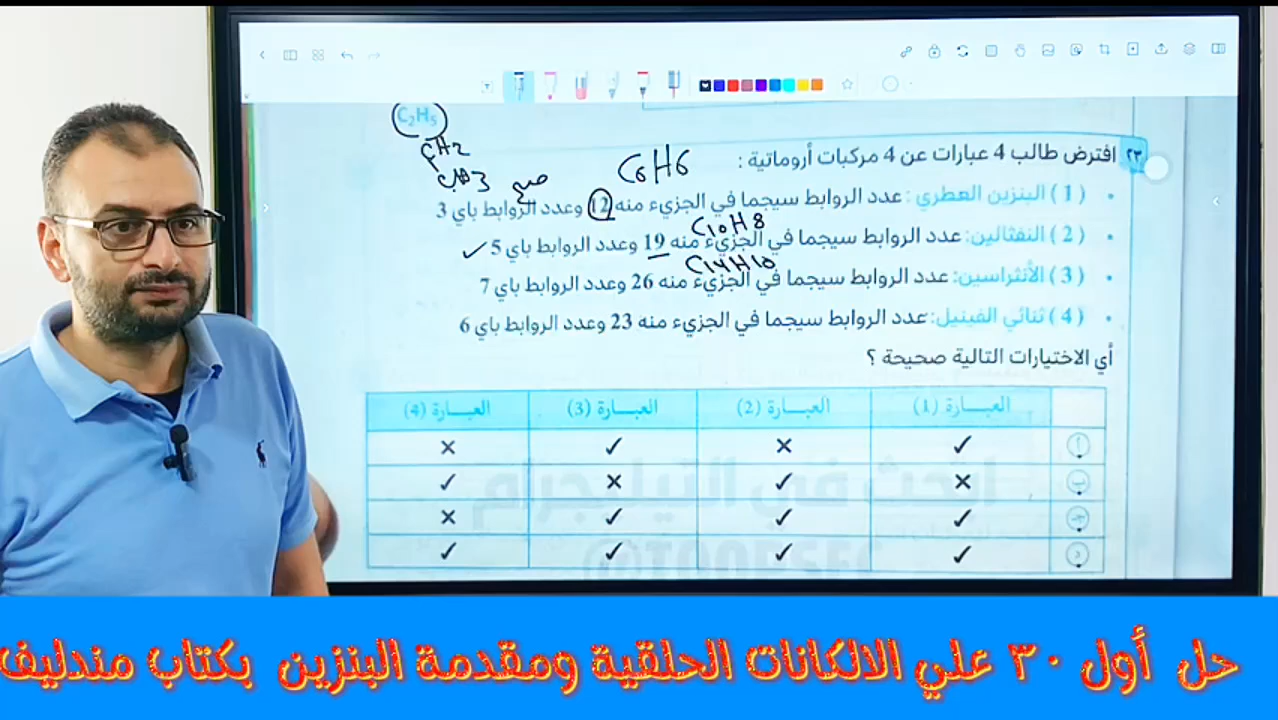 C₂H₅
CH2
CH3
صح
C6H6
٢٣ افترض طالب 4 عبارات عن 4 مركبات أروماتية :
• (1) البنزين العطري : عدد الروابط سيجما في الجزيء منه 12 وعدد الروابط باي 3
C10H8
• (2) النفثالين: عدد الروابط سيجما في الجزيء منه 19 وعدد الروابط باي 5 ✓
C14H10
• (3) الأنثراسين: عدد الروابط سيجما في الجزيء منه 26 وعدد الروابط باي 7
• (4) ثنائي الفينيل: عدد الروابط سيجما في الجزيء منه 23 وعدد الروابط باي 6
أي الاختيارات التالية صحيحة ؟
العبارة (1) العبارة (2) العبارة (3) العبارة (4)
أ ✓ × ✓ ×
ب × ✓ × ✓
جـ ✓ ✓ ✓ ×
د ✓ ✓ ✓ ✓
حل أول ٣٠ علي الالكانات الحلقية ومقدمة البنزين بكتاب مندليف